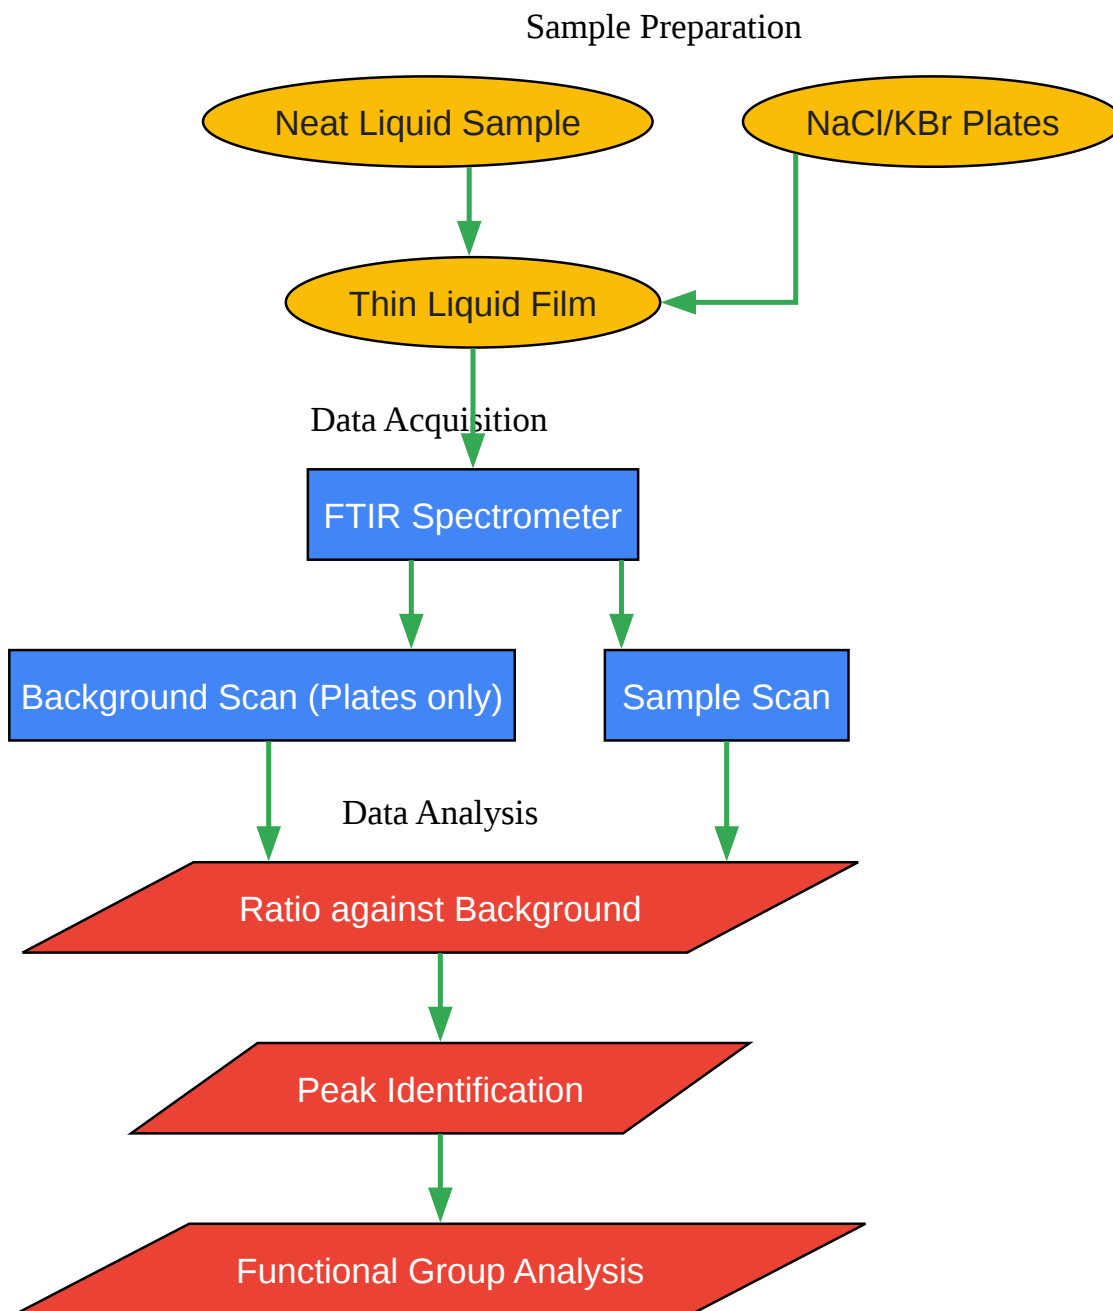 Sample Preparation
Neat Liquid Sample
NaCl/KBr Plates
Thin Liquid Film
Data Acquisition
FTIR Spectrometer
Background Scan (Plates only)
Sample Scan
Data Analysis
Ratio against Background
Peak Identification
Functional Group Analysis